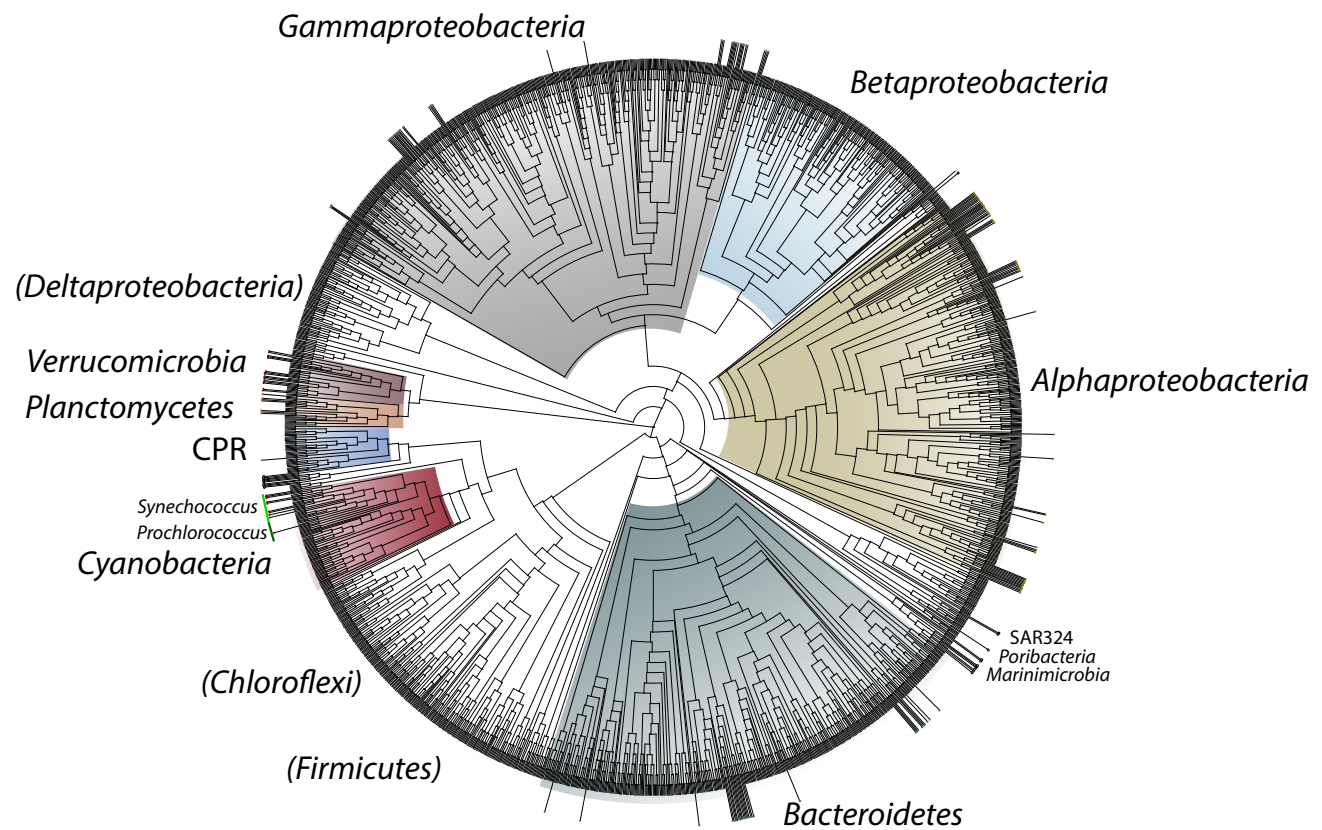 Gammaproteobacteria
Betaproteobacteria
(Deltaproteobacteria)
Verrucomicrobia
Alphaproteobacteria
Planctomycetes
CPR
Synechococcus
Prochlorococcus
Cyanobacteria
SAR324
Poribacteria
Marinimicrobia
(Chloroflexi)
(Firmicutes)
Bacteroidetes